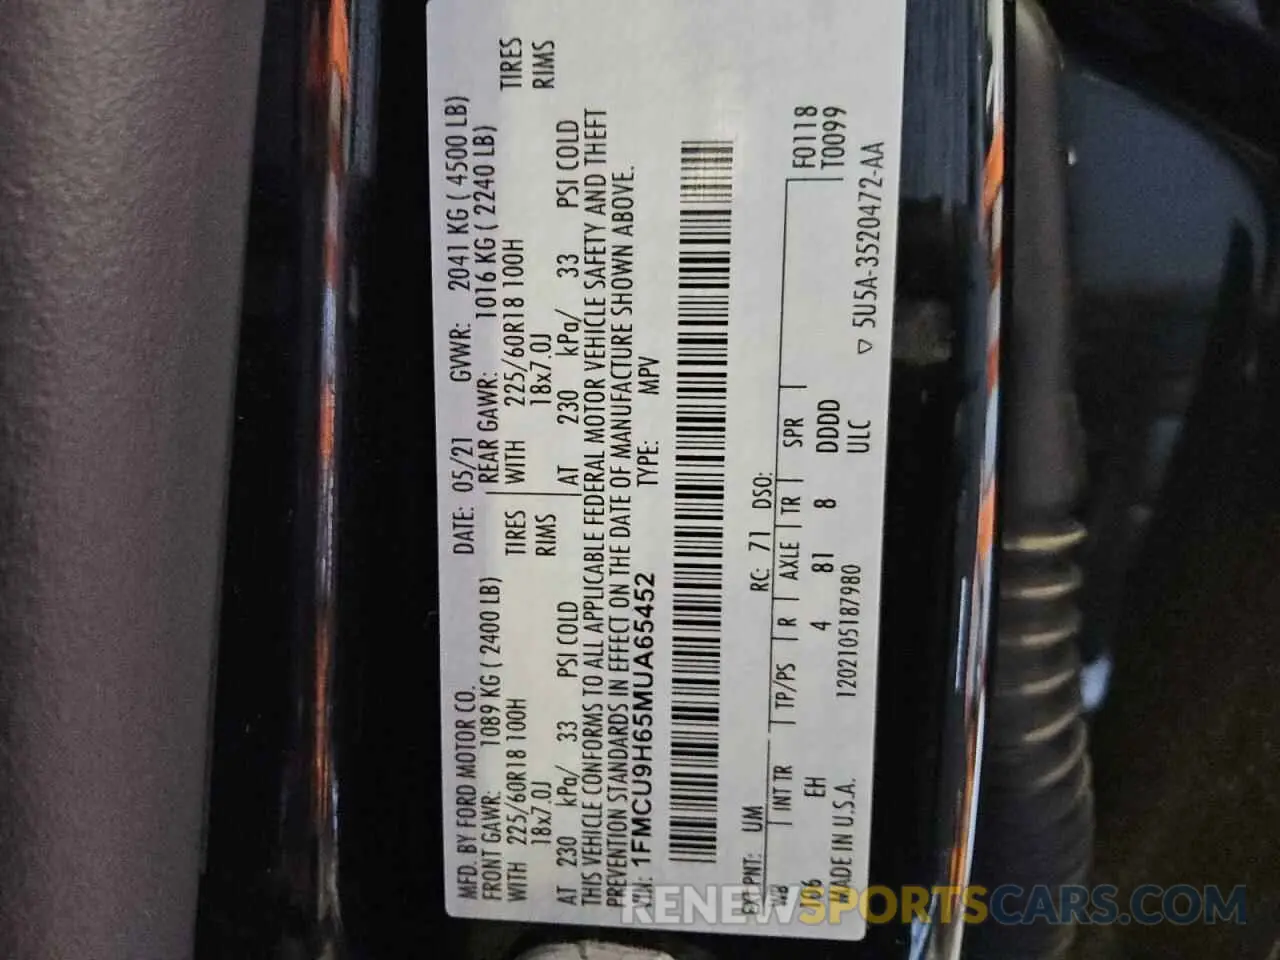 MFD. BY FORD MOTOR CO. DATE: 05/21 GVWR: 2041 KG ( 4500 LB)
FRONT GAWR: 1089 KG ( 2400 LB) REAR GAWR: 1016 KG ( 2240 LB)
WITH 225/60R18 100H TIRES WITH 225/60R18 100H TIRES
18x7.0J RIMS 18x7.0J RIMS
AT 230 kPa/ 33 PSI COLD AT 230 kPa/ 33 PSI COLD
THIS VEHICLE CONFORMS TO ALL APPLICABLE FEDERAL MOTOR VEHICLE SAFETY AND THEFT
PREVENTION STANDARDS IN EFFECT ON THE DATE OF MANUFACTURE SHOWN ABOVE.
VIN: 1FMCU9H65MUA65452 TYPE: MPV
EXT PNT: UM RC: 71 DSO:
WB INT TR TP/PS R AXLE TR SPR F0118
106 EH 4 81 8 DDDD T0099
MADE IN U.S.A. 1202105187980 ULC ▽ 5U5A-3520472-AA
RENEWSPORTSCARS.COM